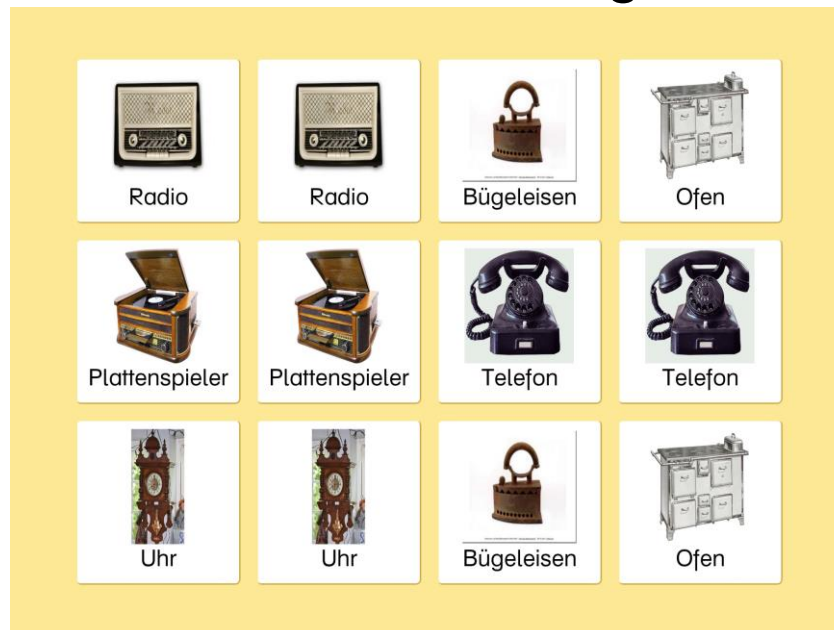 Radio Radio Bügeleisen Ofen
Plattenspieler Plattenspieler Telefon Telefon
Uhr Uhr Bügeleisen Ofen